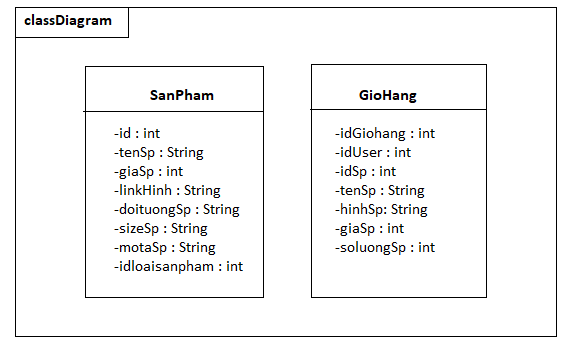 classDiagram
SanPham
-id : int
-tenSp : String
-giaSp : int
-linkHinh : String
-doituongSp : String
-sizeSp : String
-motaSp : String
-idloaisanpham : int
GioHang
-idGiohang : int
-idUser : int
-idSp : int
-tenSp : String
-hinhSp: String
-giaSp : int
-soluongSp : int